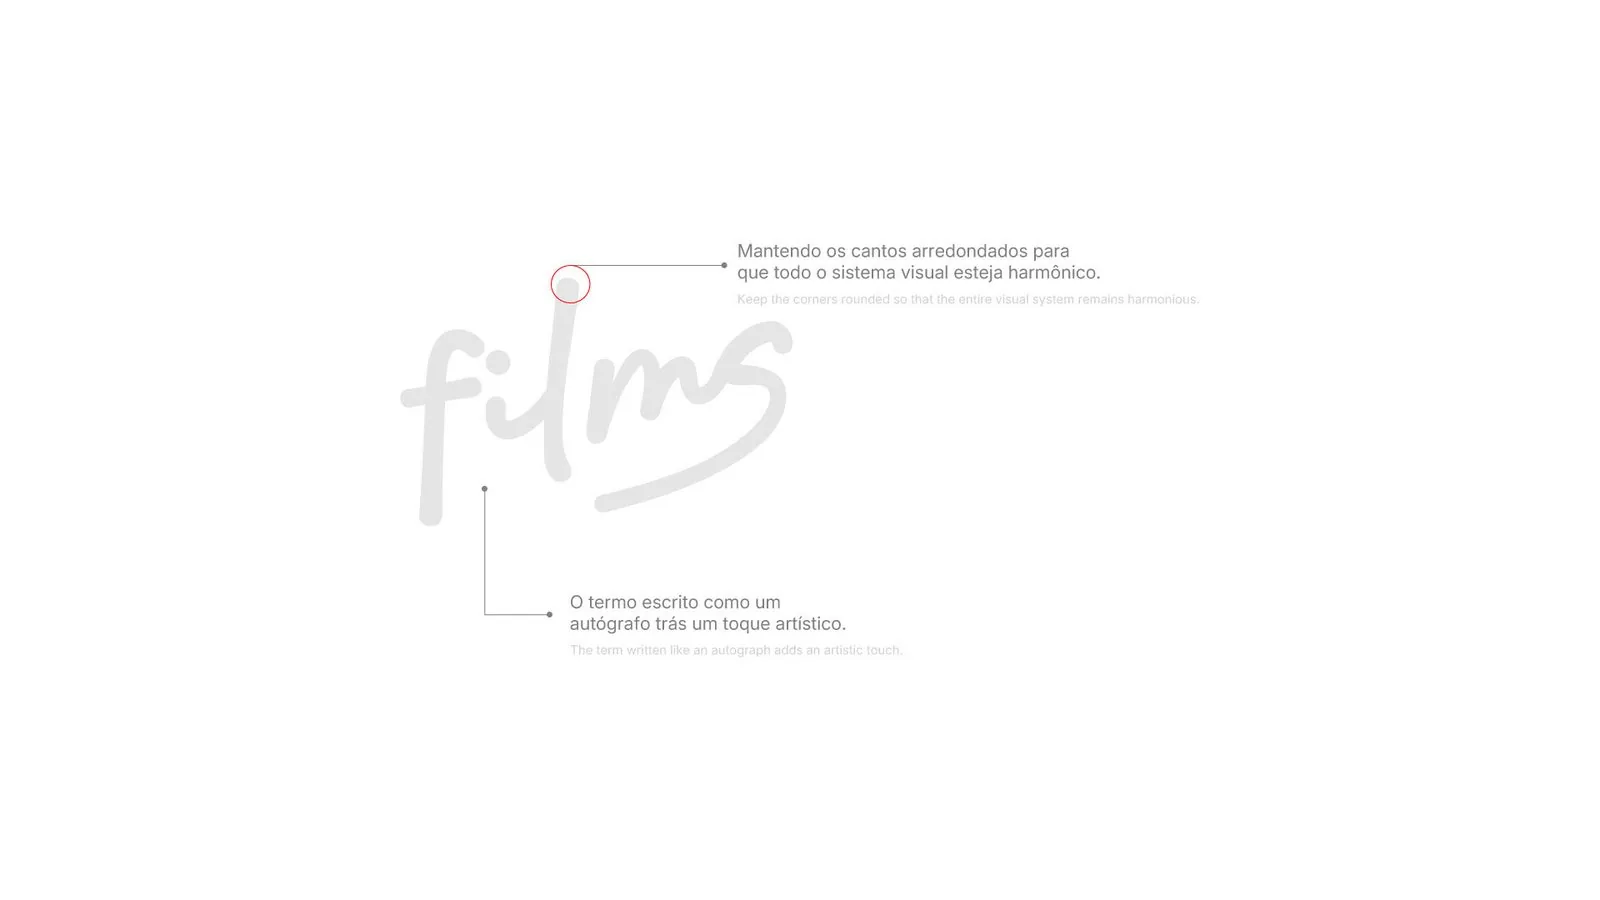 Mantendo os cantos arredondados para
que todo o sistema visual esteja harmônico.
Keep the corners rounded so that the entire visual system remains harmonious.
films
O termo escrito como um
autógrafo trás um toque artístico.
The term written like an autograph adds an artistic touch.